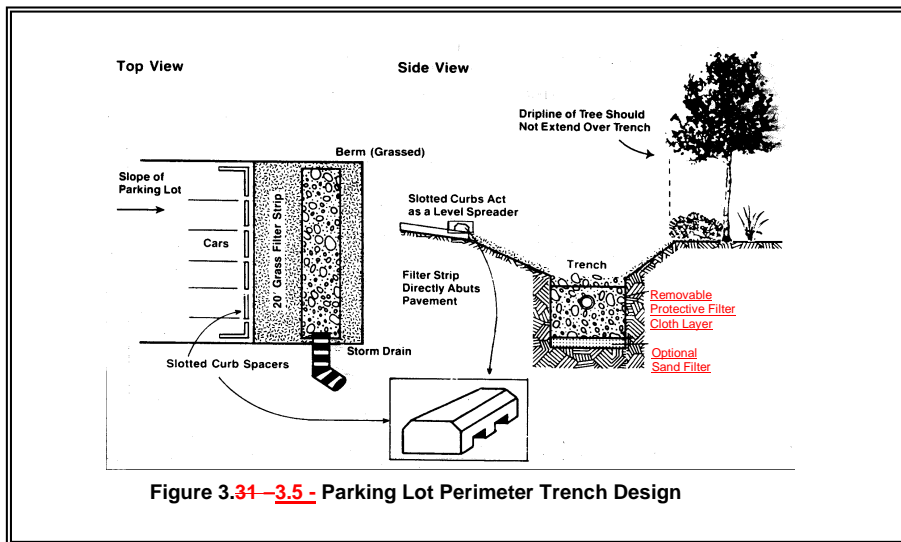 Top View
Side View
Dripline of Tree Should
Not Extend Over Trench
Berm (Grassed)
Slope of
Parking Lot
Slotted Curbs Act
as a Level Spreader
20' Grass Filter Strip
Cars
Trench
Filter Strip
Directly Abuts
Pavement
Removable
Protective Filter
Cloth Layer
Storm Drain
Optional
Sand Filter
Slotted Curb Spacers
Figure 3.31 –3.5 - Parking Lot Perimeter Trench Design